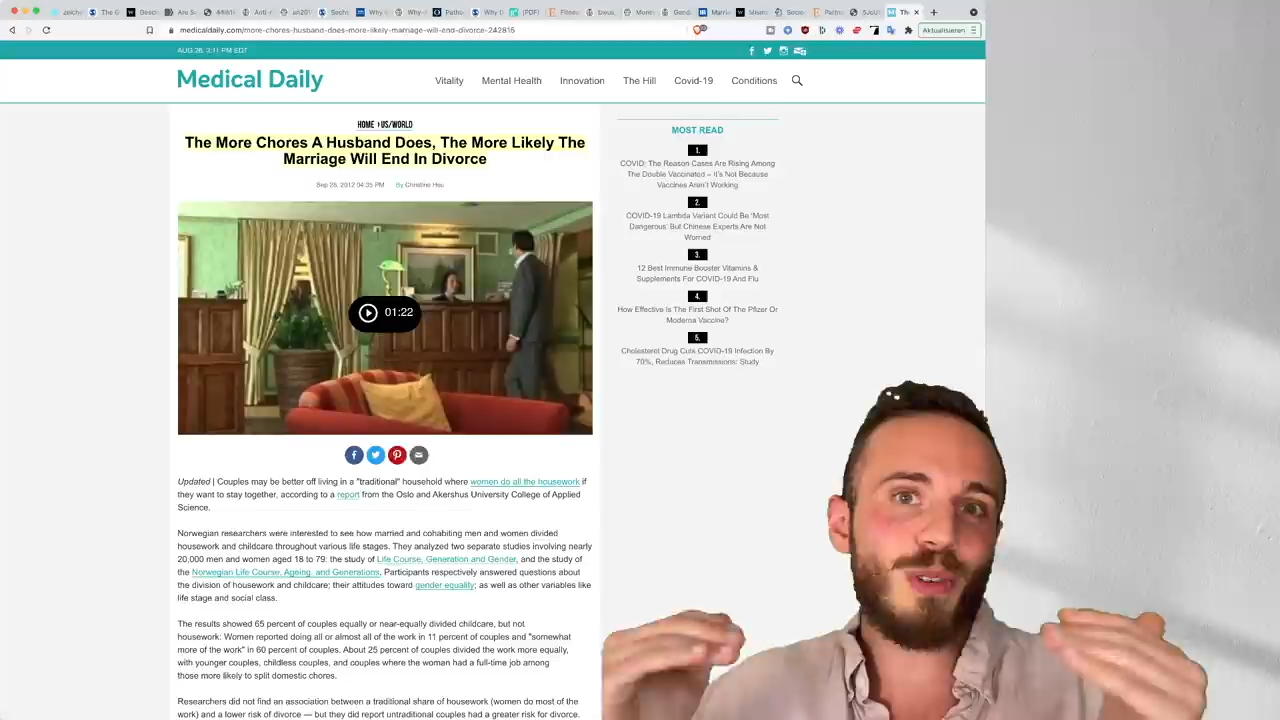 medicaldaily.com/more-chores-husband-does-more-likely-marriage-will-end-divorce-242815
Aktualisieren
AUG 26, 3:11 PM EDT
Medical Daily
Vitality
Mental Health
Innovation
The Hill
Covid-19
Conditions
HOME › US/WORLD
The More Chores A Husband Does, The More Likely The
Marriage Will End In Divorce
Sep 28, 2012 04:35 PM By Christine Hsu
01:22
Updated | Couples may be better off living in a "traditional" household where women do all the housework if
they want to stay together, according to a report from the Oslo and Akershus University College of Applied
Science.
Norwegian researchers were interested to see how married and cohabiting men and women divided
housework and childcare throughout various life stages. They analyzed two separate studies involving nearly
20,000 men and women aged 18 to 79: the study of Life Course, Generation and Gender, and the study of
the Norwegian Life Course, Ageing, and Generations. Participants respectively answered questions about
the division of housework and childcare; their attitudes toward gender equality; as well as other variables like
life stage and social class.
The results showed 65 percent of couples equally or near-equally divided childcare, but not
housework: Women reported doing all or almost all of the work in 11 percent of couples and "somewhat
more of the work" in 60 percent of couples. About 25 percent of couples divided the work more equally,
with younger couples, childless couples, and couples where the woman had a full-time job among
those more likely to split domestic chores.
Researchers did not find an association between a traditional share of housework (women do most of the
work) and a lower risk of divorce — but they did report untraditional couples had a greater risk for divorce.
MOST READ
1.
COVID: The Reason Cases Are Rising Among
The Double Vaccinated – It's Not Because
Vaccines Aren't Working
2.
COVID-19 Lambda Variant Could Be 'Most
Dangerous' But Chinese Experts Are Not
Worried
3.
12 Best Immune Booster Vitamins &
Supplements For COVID-19 And Flu
4.
How Effective Is The First Shot Of The Pfizer Or
Moderna Vaccine?
5.
Cholesterol Drug Cuts COVID-19 Infection By
70%, Reduces Transmissions: Study